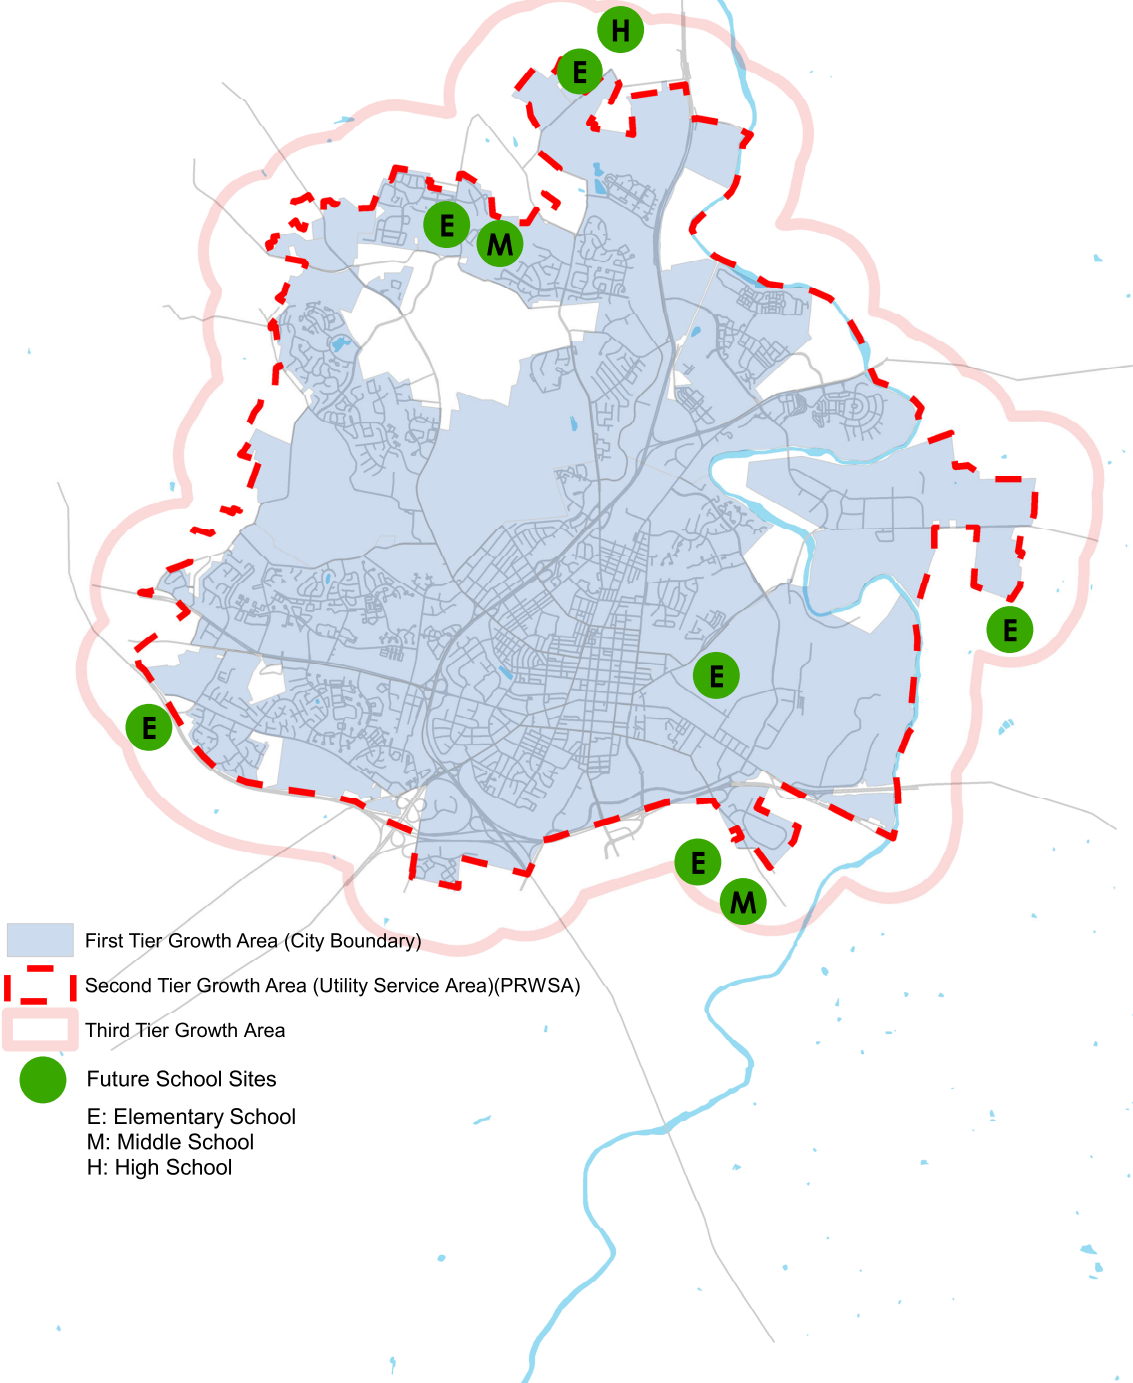 H
E
E
M
E
E
E
E
M
First Tier Growth Area (City Boundary)
Second Tier Growth Area (Utility Service Area)(PRWSA)
Third Tier Growth Area
Future School Sites
E: Elementary School
M: Middle School
H: High School